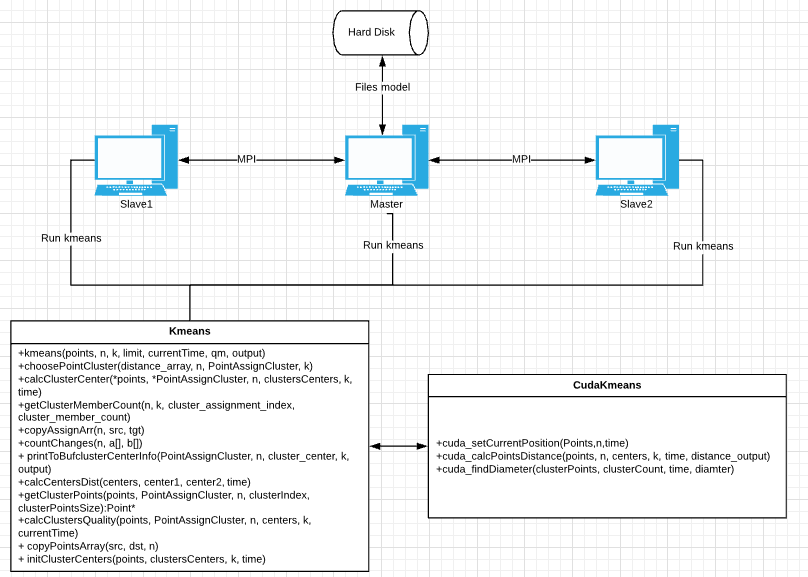 Hard Disk
Files model
MPI
MPI
Slave1
Master
Slave2
Run kmeans
Run kmeans
Run kmeans
Kmeans
+kmeans(points, n, k, limit, currentTime, qm, output)
+choosePointCluster(distance_array, n, PointAssignCluster, k)
+calcClusterCenter(*points, *PointAssignCluster, n, clustersCenters, k,
time)
+getClusterMemberCount(n, k, cluster_assignment_index,
cluster_member_count)
+copyAssignArr(n, src, tgt)
+countChanges(n, a[], b[])
+ printToBufclusterCenterInfo(PointAssignCluster, n, cluster_center, k,
output)
+calcCentersDist(centers, center1, center2, time)
+getClusterPoints(points, PointAssignCluster, n, clusterIndex,
clusterPointsSize):Point*
+calcClustersQuality(points, PointAssignCluster, n, centers, k,
currentTime)
+ copyPointsArray(src, dst, n)
+ initClusterCenters(points, clustersCenters, k, time)
CudaKmeans
+cuda_setCurrentPosition(Points,n,time)
+cuda_calcPointsDistance(points, n, centers, k, time, distance_output)
+cuda_findDiameter(clusterPoints, clusterCount, time, diamter)